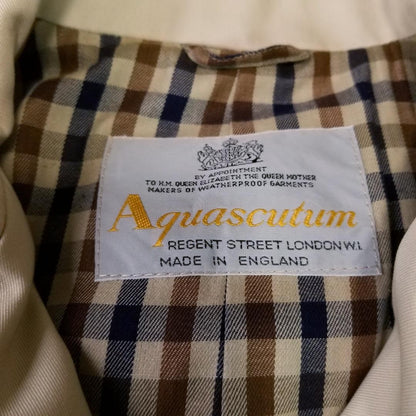 BY APPOINTMENT
TO H.M. QUEEN ELIZABETH THE QUEEN MOTHER
MAKERS OF WEATHERPROOF GARMENTS
Aquascutum
REGENT STREET LONDON W.1.
MADE IN ENGLAND